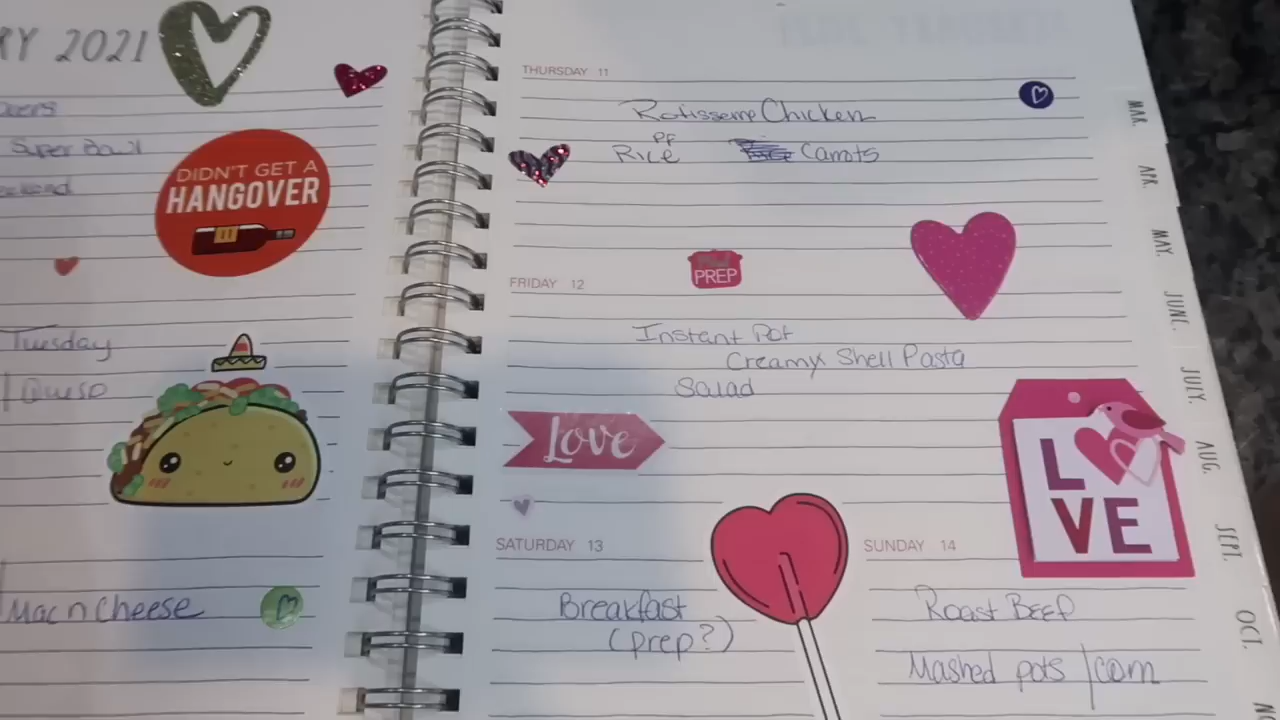 RY 2021
Super Bowl
DIDN'T GET A
HANGOVER
Tuesday
Queso
Mac n Cheese
THURSDAY 11
Rotisserie Chicken
PF
Rice Carrots
PREP
FRIDAY 12
Instant Pot
Creamy Shell Pasta
Salad
Love
LOVE
SATURDAY 13
Breakfast
(prep?)
SUNDAY 14
Roast Beef
Mashed pots | corn
MAR.
APR.
MAY.
JUNE.
JULY.
AUG.
SEPT.
OCT.